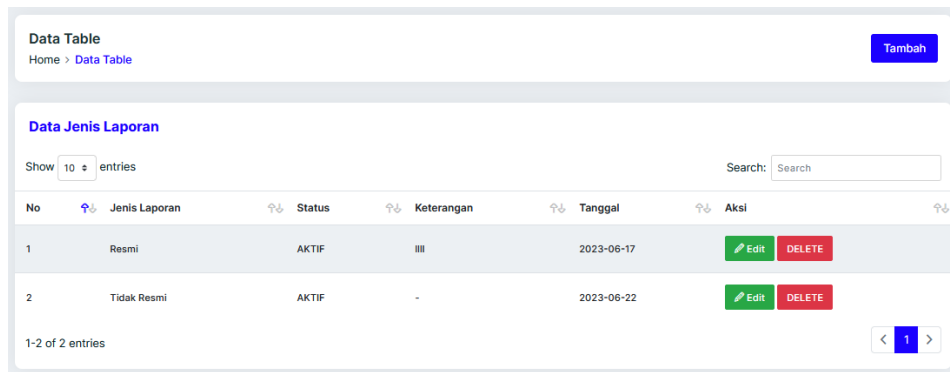 Data Table
Home > Data Table
Tambah
Data Jenis Laporan
Show 10 entries
Search: Search
No Jenis Laporan Status Keterangan Tanggal Aksi
1 Resmi AKTIF llll 2023-06-17 Edit DELETE
2 Tidak Resmi AKTIF - 2023-06-22 Edit DELETE
1-2 of 2 entries
< 1 >